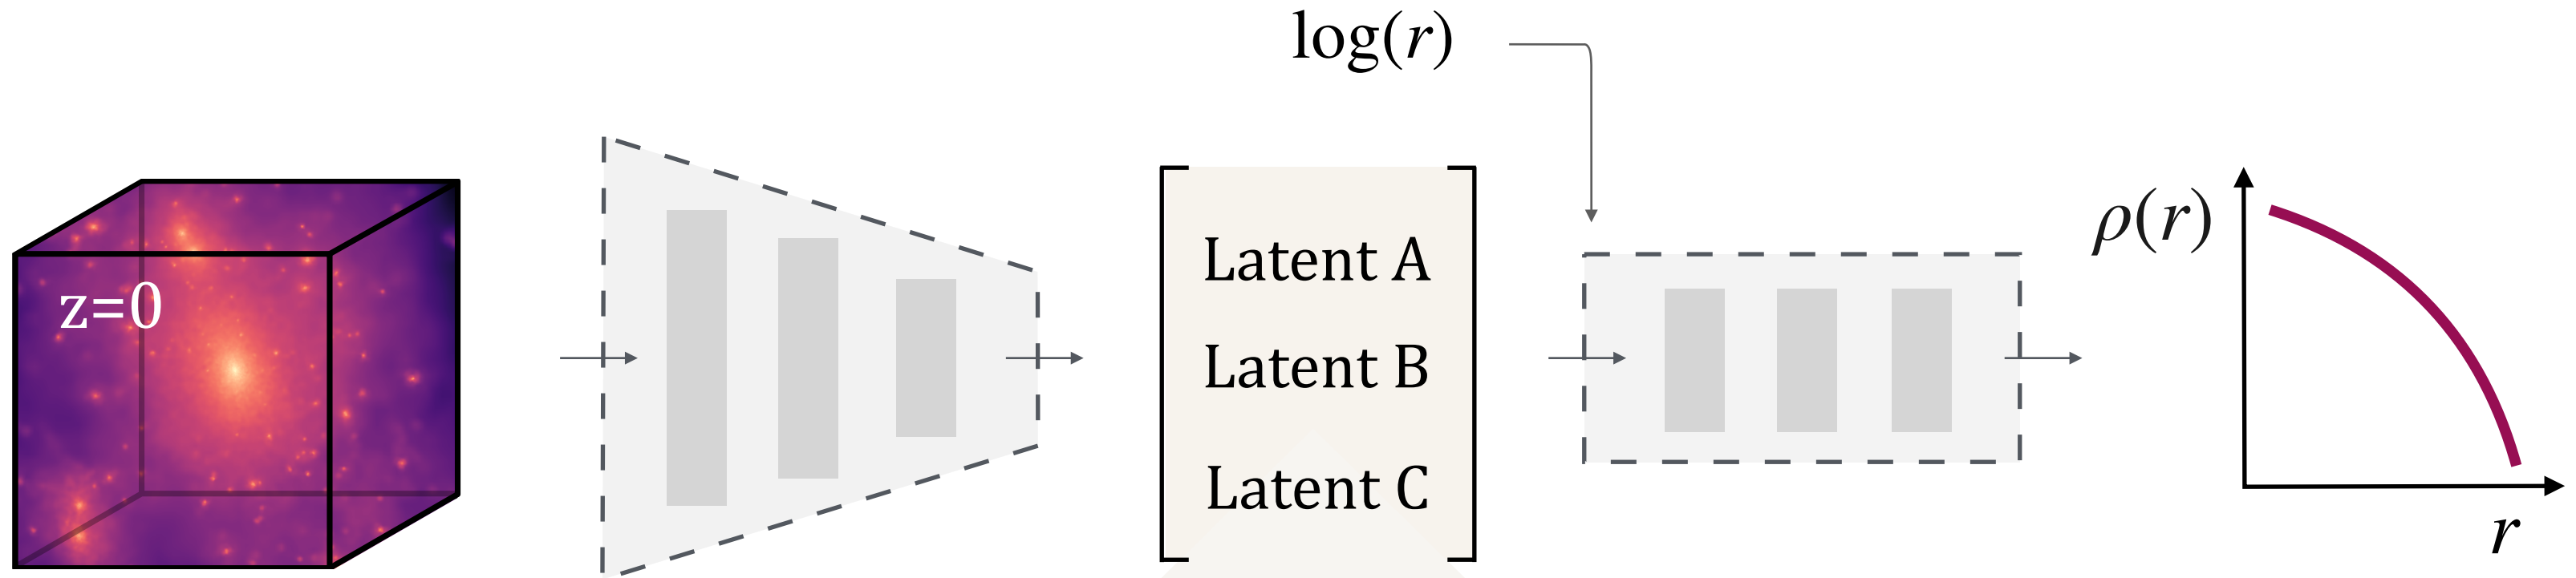 log(r)
z=0
Latent A
Latent B
Latent C
ρ(r)
r